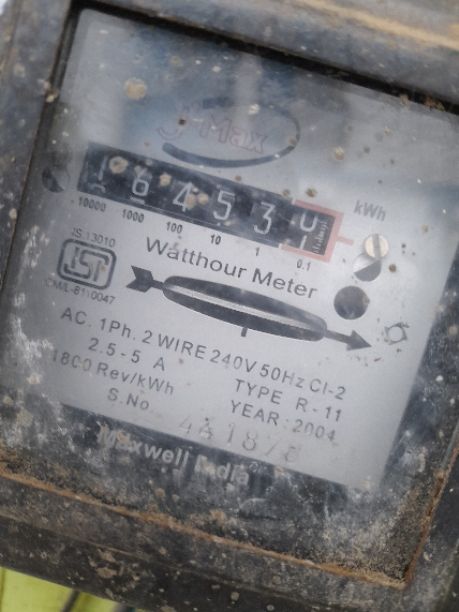 J-Max
1 6 4 5 3
kWh
10000 1000 100 10 1 0.1
IS.13010
ISI
CM/L-8110047
Watthour Meter
AC. 1Ph. 2 WIRE 240V 50Hz Cl-2
2.5-5 A TYPE R-11
1800 Rev/kWh YEAR: 2004
S.No.
Maxwell India